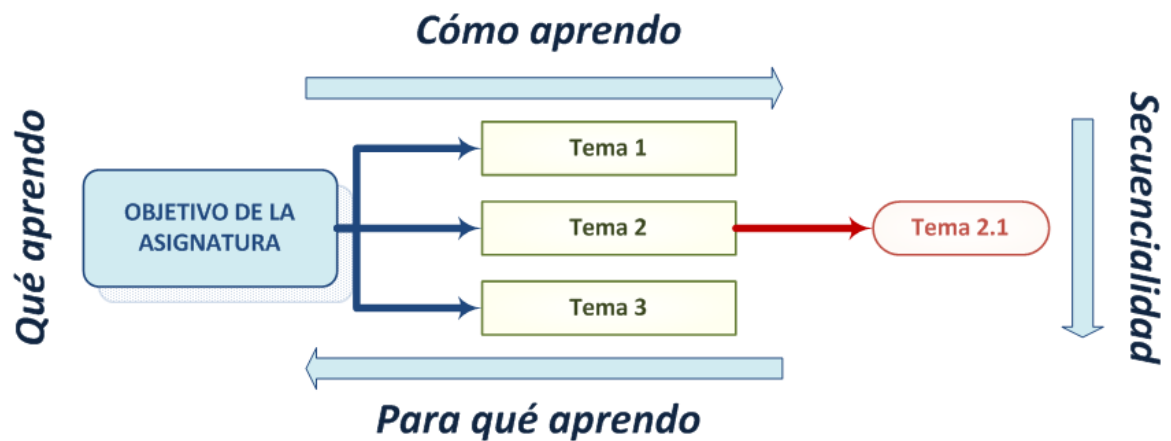 Cómo aprendo
Qué aprendo
OBJETIVO DE LA
ASIGNATURA
Tema 1
Tema 2
Tema 2.1
Tema 3
Secuencialidad
Para qué aprendo